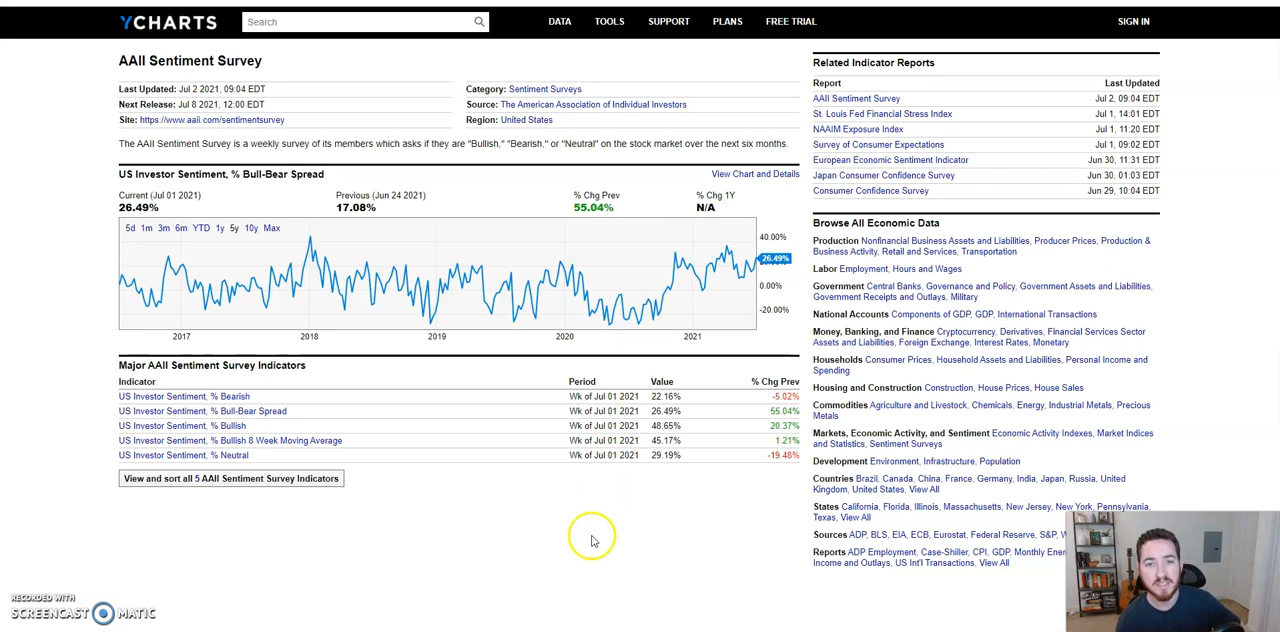 YCHARTS
Search
DATA TOOLS SUPPORT PLANS FREE TRIAL
SIGN IN
AAII Sentiment Survey
Last Updated: Jul 2 2021, 09:04 EDT
Next Release: Jul 8 2021, 12:00 EDT
Site: https://www.aaii.com/sentimentsurvey
Category: Sentiment Surveys
Source: The American Association of Individual Investors
Region: United States
The AAII Sentiment Survey is a weekly survey of its members which asks if they are "Bullish," "Bearish," or "Neutral" on the stock market over the next six months.
US Investor Sentiment, % Bull-Bear Spread
View Chart and Details
Current (Jul 01 2021) Previous (Jun 24 2021) % Chg Prev % Chg 1Y
26.49% 17.08% 55.04% N/A
5d 1m 3m 6m YTD 1y 5y 10y Max
40.00%
26.49%
0.00%
-20.00%
2017 2018 2019 2020 2021
Major AAII Sentiment Survey Indicators
Indicator Period Value % Chg Prev
US Investor Sentiment, % Bearish Wk of Jul 01 2021 22.16% -5.02%
US Investor Sentiment, % Bull-Bear Spread Wk of Jul 01 2021 26.49% 55.04%
US Investor Sentiment, % Bullish Wk of Jul 01 2021 48.65% 20.37%
US Investor Sentiment, % Bullish 8 Week Moving Average Wk of Jul 01 2021 45.17% 1.21%
US Investor Sentiment, % Neutral Wk of Jul 01 2021 29.19% -19.48%
View and sort all 5 AAII Sentiment Survey Indicators
Related Indicator Reports
Report Last Updated
AAII Sentiment Survey Jul 2, 09:04 EDT
St. Louis Fed Financial Stress Index Jul 1, 14:01 EDT
NAAIM Exposure Index Jul 1, 11:20 EDT
Survey of Consumer Expectations Jul 1, 09:02 EDT
European Economic Sentiment Indicator Jun 30, 11:31 EDT
Japan Consumer Confidence Survey Jun 30, 01:03 EDT
Consumer Confidence Survey Jun 29, 10:04 EDT
Browse All Economic Data
Production Nonfinancial Business Assets and Liabilities, Producer Prices, Production &
Business Activity, Retail and Services, Transportation
Labor Employment, Hours and Wages
Government Central Banks, Governance and Policy, Government Assets and Liabilities,
Government Receipts and Outlays, Military
National Accounts Components of GDP, GDP, International Transactions
Money, Banking, and Finance Cryptocurrency, Derivatives, Financial Services Sector
Assets and Liabilities, Foreign Exchange, Interest Rates, Monetary
Households Consumer Prices, Household Assets and Liabilities, Personal Income and
Spending
Housing and Construction Construction, House Prices, House Sales
Commodities Agriculture and Livestock, Chemicals, Energy, Industrial Metals, Precious
Metals
Markets, Economic Activity, and Sentiment Economic Activity Indexes, Market Indices
and Statistics, Sentiment Surveys
Development Environment, Infrastructure, Population
Countries Brazil, Canada, China, France, Germany, India, Japan, Russia, United
Kingdom, United States, View All
States California, Florida, Illinois, Massachusetts, New Jersey, New York, Pennsylvania,
Texas, View All
Sources ADP, BLS, EIA, ECB, Eurostat, Federal Reserve, S&P,
Reports ADP Employment, Case-Shiller, CPI, GDP, Monthly
Income and Outlays, US Int'l Transactions, View All
RECORDED WITH
SCREENCAST MATIC